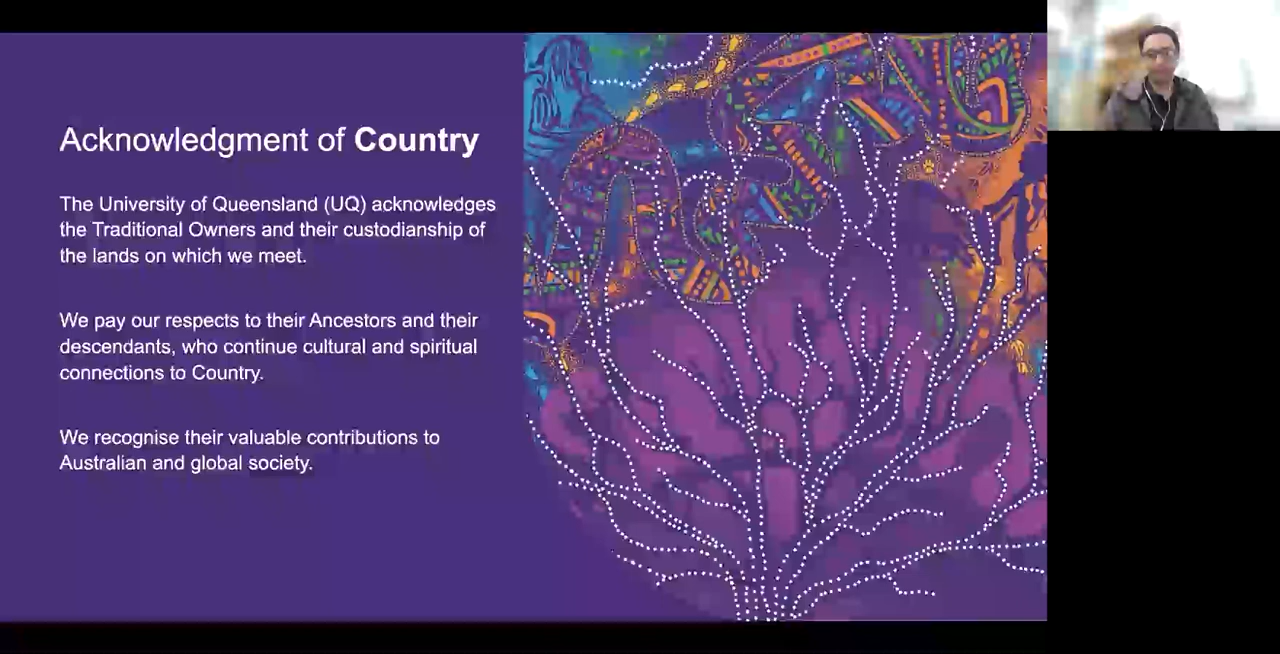 Acknowledgment of Country
The University of Queensland (UQ) acknowledges
the Traditional Owners and their custodianship of
the lands on which we meet.
We pay our respects to their Ancestors and their
descendants, who continue cultural and spiritual
connections to Country.
We recognise their valuable contributions to
Australian and global society.